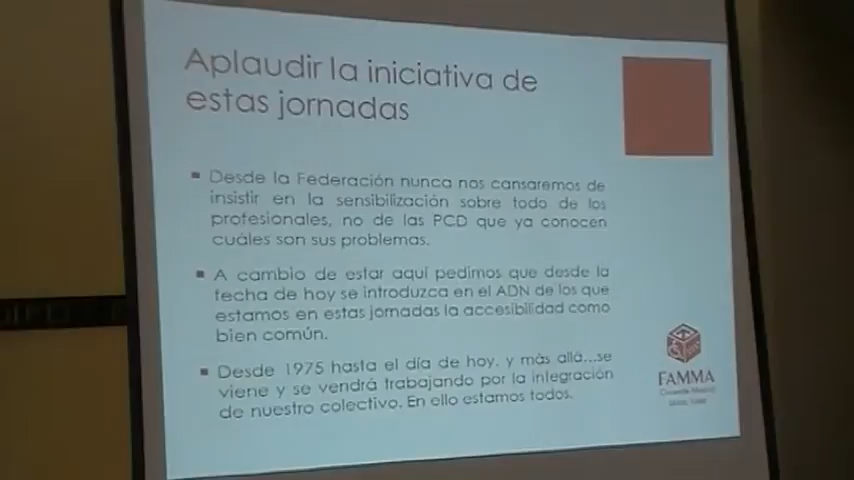 Aplaudir la iniciativa de
estas jornadas
Desde la Federación nunca nos cansaremos de
insistir en la sensibilización sobre todo de los
profesionales, no de las PCD que ya conocen
cuáles son sus problemas.
A cambio de estar aquí pedimos que desde la
fecha de hoy se introduzca en el ADN de los que
estamos en estas jornadas la accesibilidad como
bien común.
Desde 1975 hasta el día de hoy, y más allá...se
viene y se vendrá trabajando por la integración
de nuestro colectivo. En ello estamos todos.
FAMMA